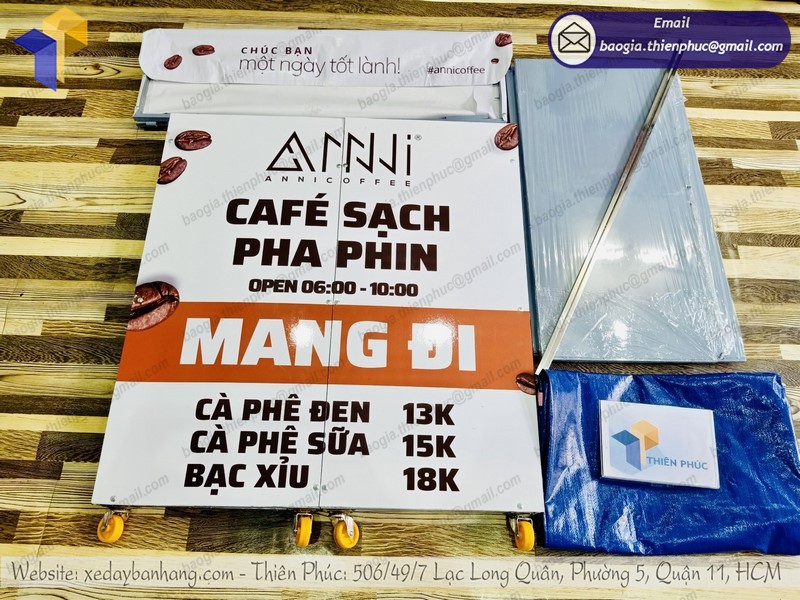 Email
baogia.thienphuc@gmail.com
CHÚC BẠN
một ngày tốt lành!
#annicoffee
ANNI®
ANNICOFFEE
CAFÉ SẠCH
PHA PHIN
OPEN 06:00 - 10:00
MANG ĐI
CÀ PHÊ ĐEN 13K
CÀ PHÊ SỮA 15K
BẠC XỈU 18K
THIÊN PHÚC
Website: xedaybanhang.com - Thiên Phúc: 506/49/7 Lạc Long Quân, Phường 5, Quận 11, HCM